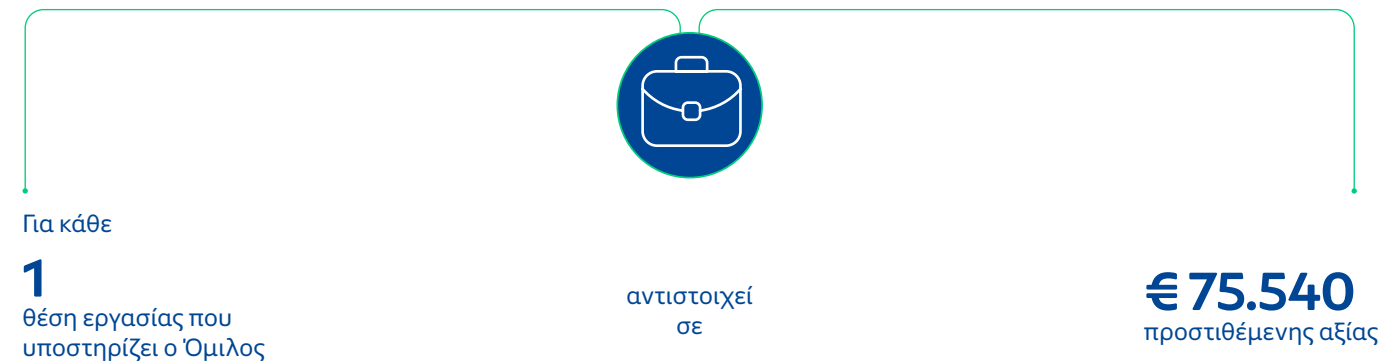 Για κάθε
1
θέση εργασίας που
υποστηρίζει ο Όμιλος
αντιστοιχεί
σε
€ 75.540
προστιθέμενης αξίας